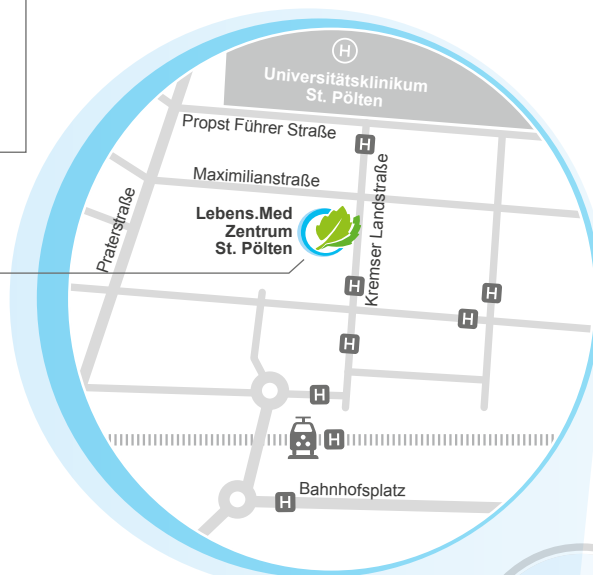 H
Universitätsklinikum
St. Pölten
Propst Führer Straße
H
Maximilianstraße
Praterstraße
Kremser Landstraße
Lebens.Med
Zentrum
St. Pölten
H
H
H
H
H
H
Bahnhofsplatz
H